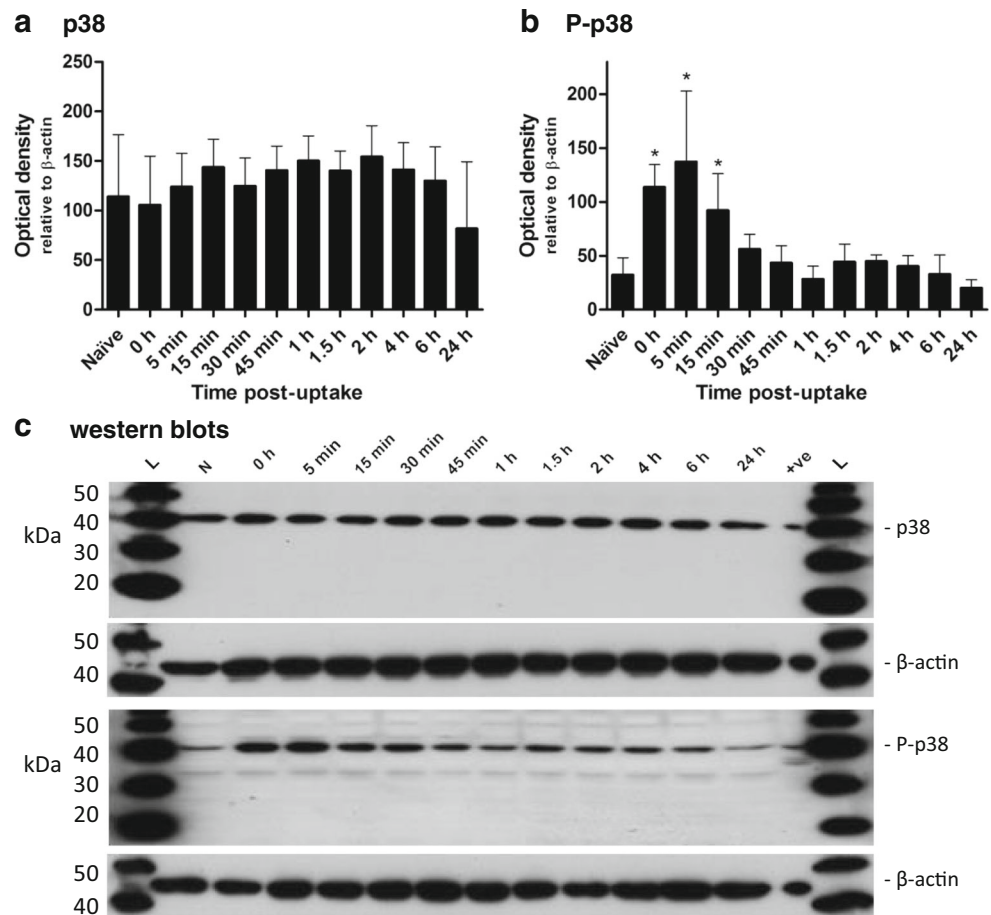 a p38
250
200
150
100
50
0
Optical density
relative to β-actin
Naïve 0 h 5 min 15 min 30 min 45 min 1 h 1.5 h 2 h 4 h 6 h 24 h
Time post-uptake
b P-p38
200
150
100
50
0
Optical density
relative to β-actin
* * *
Naïve 0 h 5 min 15 min 30 min 45 min 1 h 1.5 h 2 h 4 h 6 h 24 h
Time post-uptake
c western blots
L N 0 h 5 min 15 min 30 min 45 min 1 h 1.5 h 2 h 4 h 6 h 24 h +ve L
kDa
50
40
30
20
- p38
50
40
- β-actin
kDa
50
40
30
20
- P-p38
50
40
- β-actin